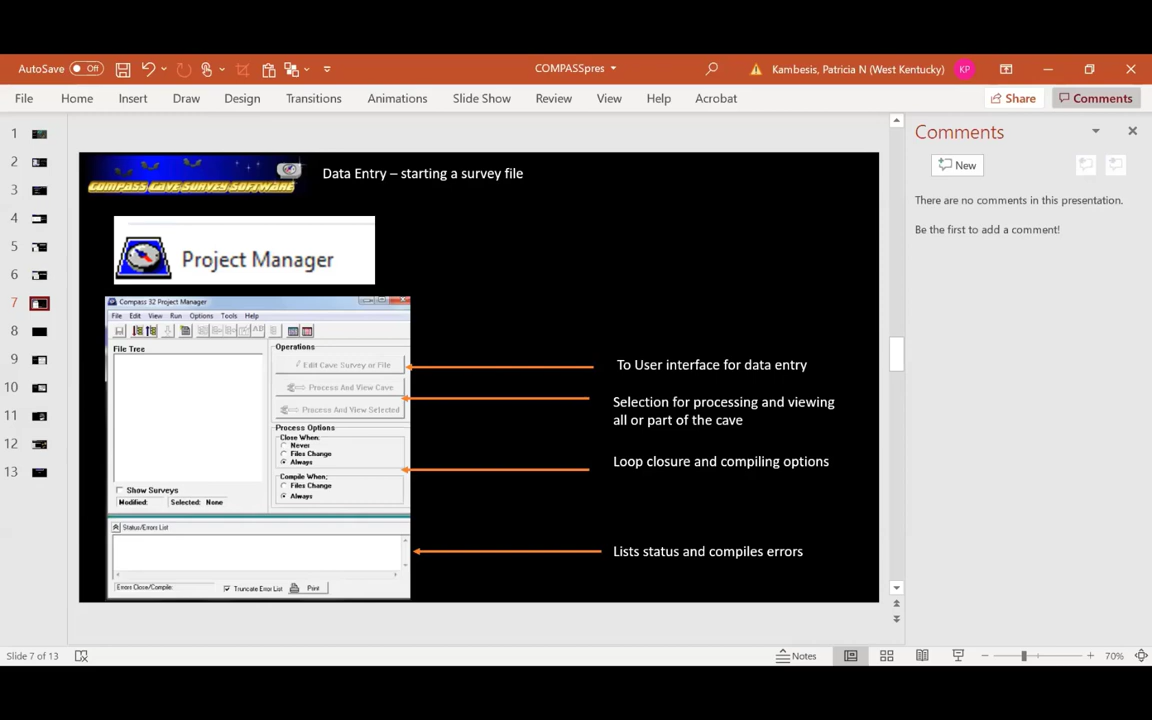 AutoSave Off COMPASSpres Kambesis, Patricia N (West Kentucky) KP
File Home Insert Draw Design Transitions Animations Slide Show Review View Help Acrobat Share Comments
1
2
3
4
5
6
7
8
9
10
11
12
13
COMPASS CAVE SURVEY SOFTWARE
Data Entry – starting a survey file
Project Manager
Compass 32 Project Manager
File Edit View Run Options Tools Help
File Tree
Show Surveys
Modified: Selected: None
Operations
Edit Cave Survey or File
Process And View Cave
Process And View Selected
Process Options
Close When:
Never
Files Change
Always
Compile When:
Files Change
Always
Status/Errors List
Errors Close/Compile:
Truncate Error List
Print
To User interface for data entry
Selection for processing and viewing
all or part of the cave
Loop closure and compiling options
Lists status and compiles errors
Comments
New
There are no comments in this presentation.
Be the first to add a comment!
Slide 7 of 13 Notes 70%